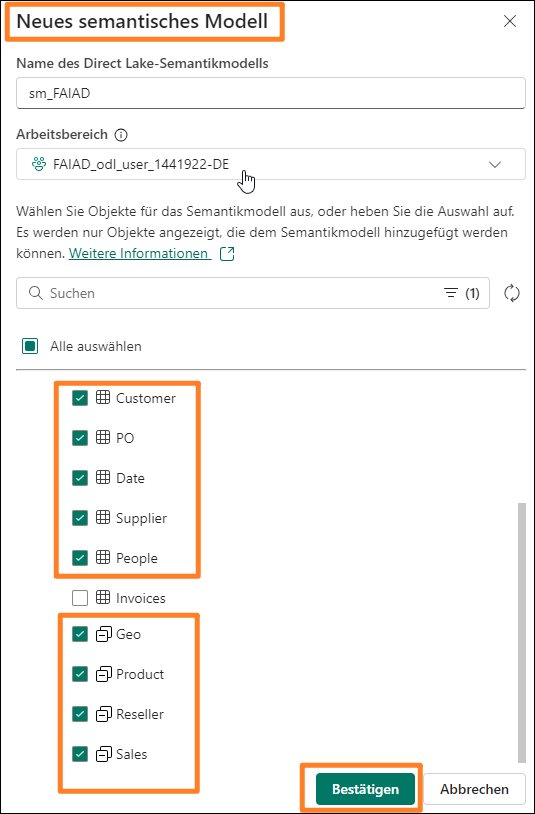 Neues semantisches Modell
Name des Direct Lake-Semantikmodells
sm_FAIAD
Arbeitsbereich
FAIAD_odl_user_1441922-DE
Wählen Sie Objekte für das Semantikmodell aus, oder heben Sie die Auswahl auf.
Es werden nur Objekte angezeigt, die dem Semantikmodell hinzugefügt werden
können. Weitere Informationen
Suchen (1)
Alle auswählen
Customer
PO
Date
Supplier
People
Invoices
Geo
Product
Reseller
Sales
Bestätigen Abbrechen